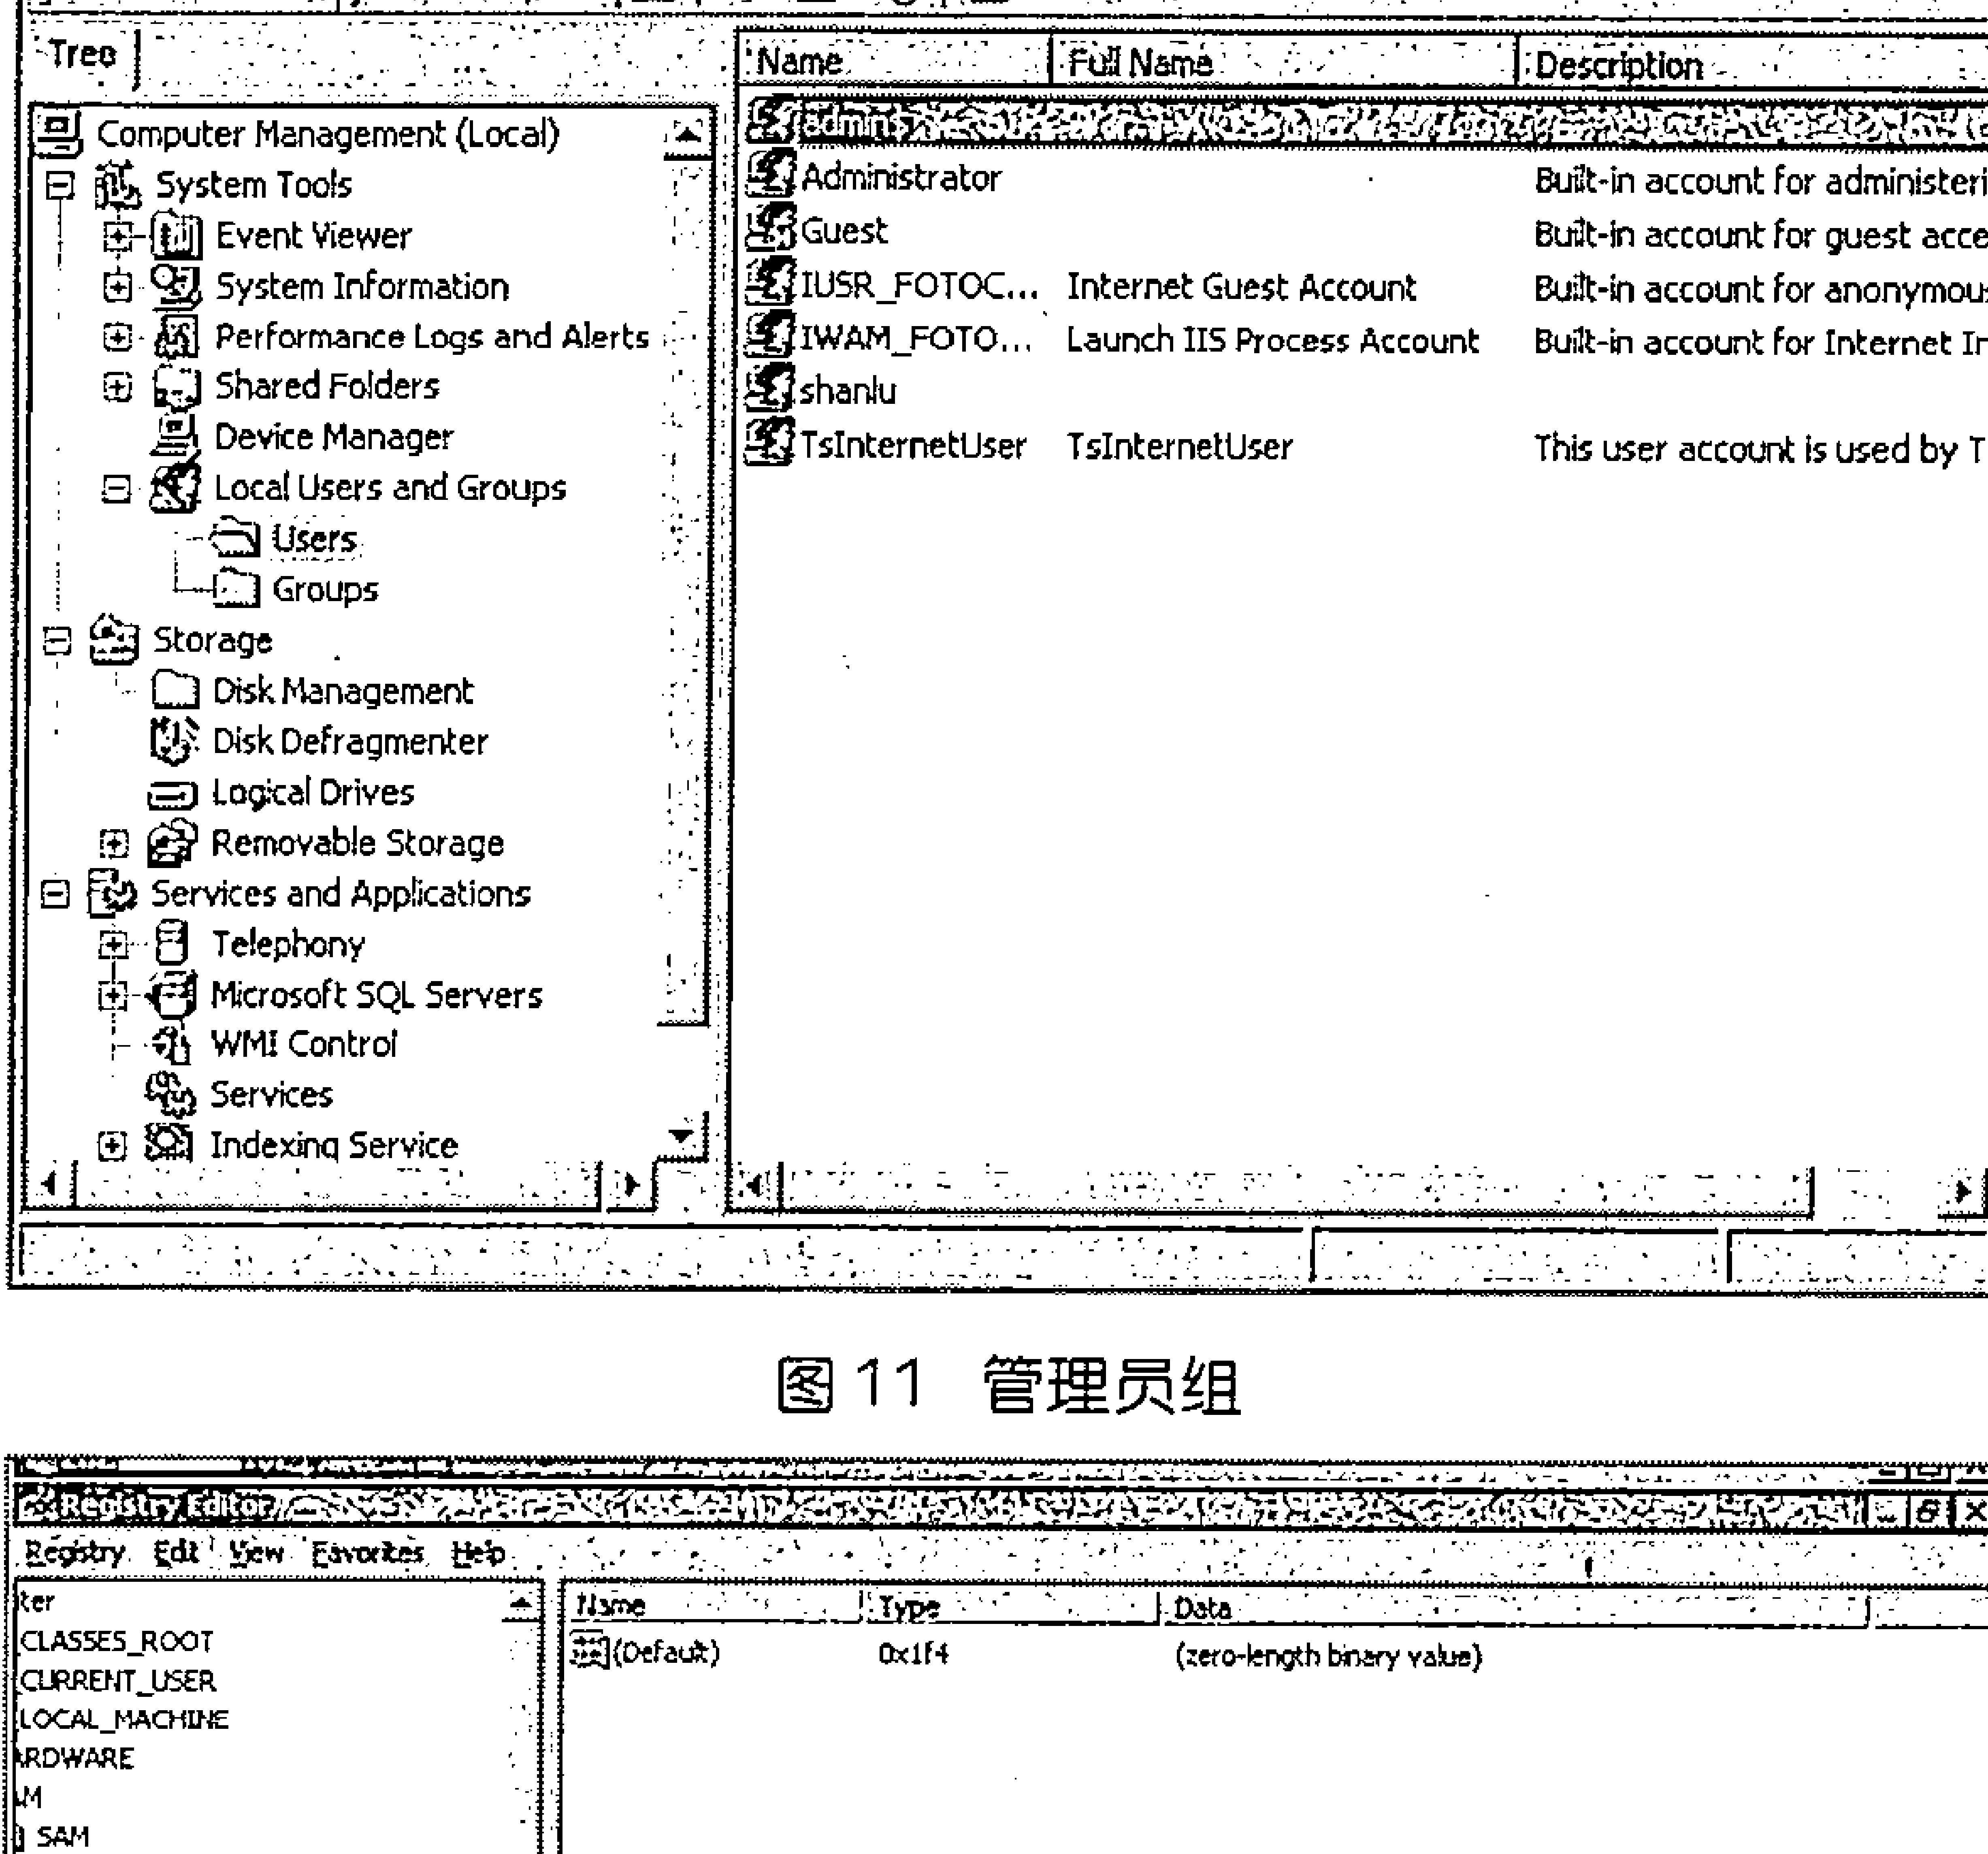 Tree
Computer Management (Local)
System Tools
Event Viewer
System Information
Performance Logs and Alerts
Shared Folders
Device Manager
Local Users and Groups
Users
Groups
Storage
Disk Management
Disk Defragmenter
Logical Drives
Removable Storage
Services and Applications
Telephony
Microsoft SQL Servers
WMI Control
Services
Indexing Service
Name Full Name Description
admins
Administrator Built-in account for administeri
Guest Built-in account for guest acce
IUSR_FOTOC... Internet Guest Account Built-in account for anonymous
IWAM_FOTO... Launch IIS Process Account Built-in account for Internet In
shanlu
TsInternetUser TsInternetUser This user account is used by T
图 11 管理员组
Registry Editor
Registry Edit View Favorites Help
ter
CLASSES_ROOT
CURRENT_USER
LOCAL_MACHINE
ARDWARE
AM
SAM
Name Type Data
(Default) 0x1f4 (zero-length binary value)